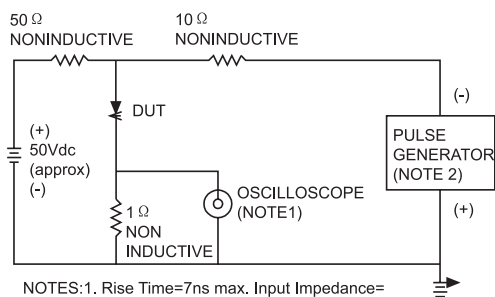 50 Ω
NONINDUCTIVE
10 Ω
NONINDUCTIVE
DUT
(+)
50Vdc
(approx)
(-)
(-)
PULSE
GENERATOR
(NOTE 2)
(+)
OSCILLOSCOPE
(NOTE1)
1 Ω
NON
INDUCTIVE
NOTES:1. Rise Time=7ns max. Input Impedance=